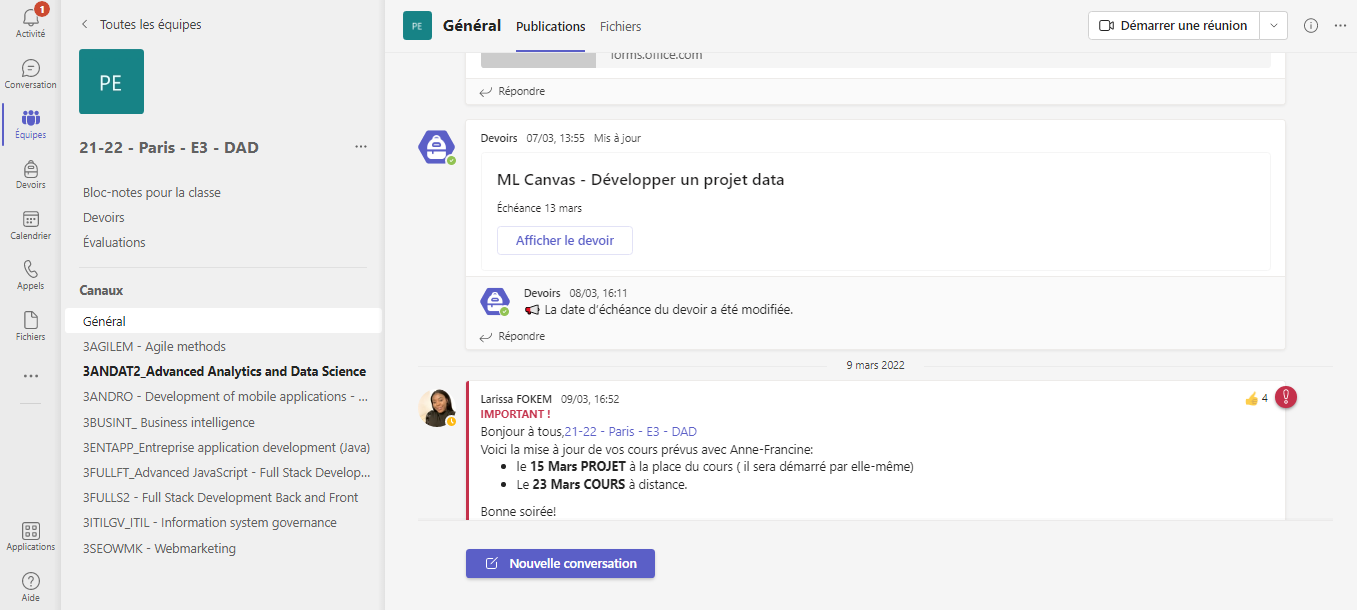 1
Activité
Conversation
Équipes
Devoirs
Calendrier
Appels
Fichiers
Applications
Aide
Toutes les équipes
PE
21-22 - Paris - E3 - DAD
Bloc-notes pour la classe
Devoirs
Évaluations
Canaux
Général
3AGILEM - Agile methods
3ANDAT2_Advanced Analytics and Data Science
3ANDRO - Development of mobile applications - ...
3BUSINT_ Business intelligence
3ENTAPP_Entreprise application development (Java)
3FULLFT_Advanced JavaScript - Full Stack Develop...
3FULLS2 - Full Stack Development Back and Front
3ITILGV_ITIL - Information system governance
3SEOWMK - Webmarketing
PE
Général Publications Fichiers
Démarrer une réunion
forms.office.com
Répondre
Devoirs 07/03, 13:55 Mis à jour
ML Canvas - Développer un projet data
Échéance 13 mars
Afficher le devoir
Devoirs 08/03, 16:11
La date d'échéance du devoir a été modifiée.
Répondre
9 mars 2022
Larissa FOKEM 09/03, 16:52
4
IMPORTANT !
Bonjour à tous,21-22 - Paris - E3 - DAD
Voici la mise à jour de vos cours prévus avec Anne-Francine:
• le 15 Mars PROJET à la place du cours ( il sera démarré par elle-même)
• Le 23 Mars COURS à distance.
Bonne soirée!
Nouvelle conversation